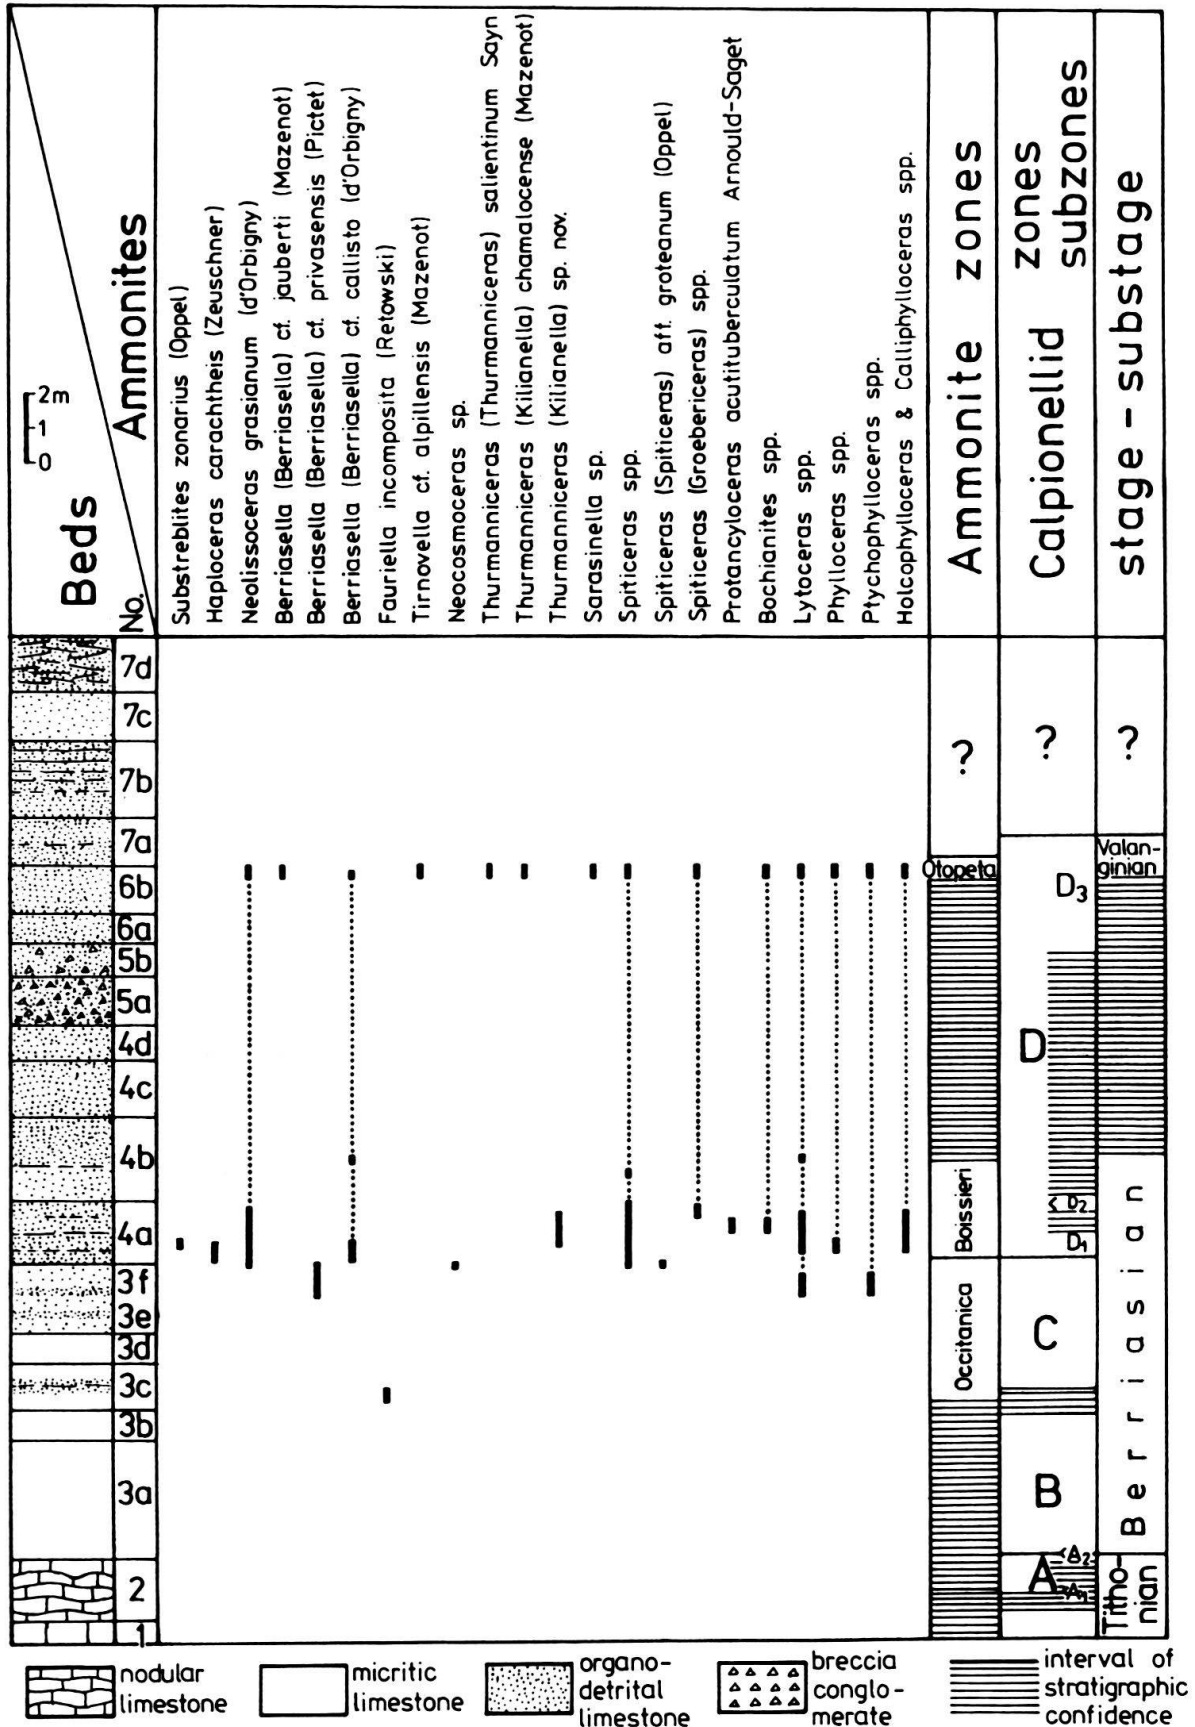 2m
1
0
Beds
No.
Ammonites
Substreblites zonarius (Oppel)
Haploceras carachtheis (Zeuschner)
Neolissoceras grasianum (d'Orbigny)
Berriasella (Berriasella) cf. jauberti (Mazenot)
Berriasella (Berriasella) cf. privasensis (Pictet)
Berriasella (Berriasella) cf. callisto (d'Orbigny)
Fauriella incomposita (Retowski)
Tirnovella cf. alpillensis (Mazenot)
Neocosmoceras sp.
Thurmanniceras (Thurmanniceras) salientinum Sayn
Thurmanniceras (Kilianella) chamalocense (Mazenot)
Thurmanniceras (Kilianella) sp. nov.
Sarasinella sp.
Spiticeras spp.
Spiticeras (Spiticeras) aff. groteanum (Oppel)
Spiticeras (Groebericeras) spp.
Protancyloceras acutituberculatum Arnould-Saget
Bochianites spp.
Lytoceras spp.
Phylloceras spp.
Ptychophylloceras spp.
Holcophylloceras & Calliphylloceras spp.
Ammonite zones
Calpionellid zones
subzones
stage - substage
7d
7c
7b
7a
6b
6a
5b
5a
4d
4c
4b
4a
3f
3e
3d
3c
3b
3a
2
1
?
Otopeta
Boissieri
Occitanica
?
D3
D
D2
D1
C
B
A2
A
A1
?
Valan-
ginian
Berriasian
Titho-
nian
nodular
limestone
micritic
limestone
organo-
detrital
limestone
breccia
conglo-
merate
interval of
stratigraphic
confidence